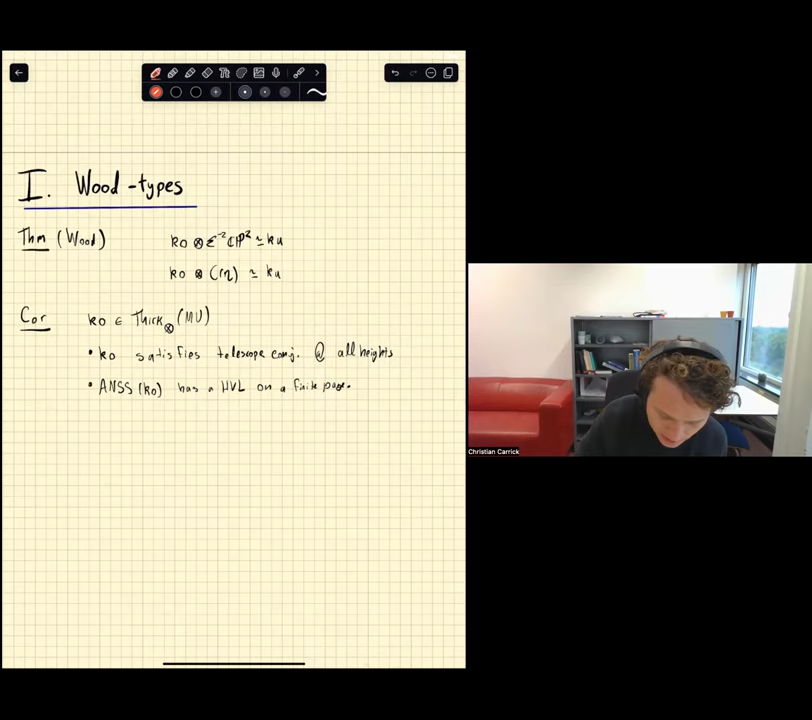 I. Wood-types
Thm (Wood) ko ⊗ Σ⁻²ℂP² ≃ ku
ko ⊗ C(η) ≃ ku
Cor ko ∈ Thick⊗(MU)
• ko satisfies telescope conj. @ all heights
• ANSS(ko) has a HVL on a finite page.
Christian Carrick